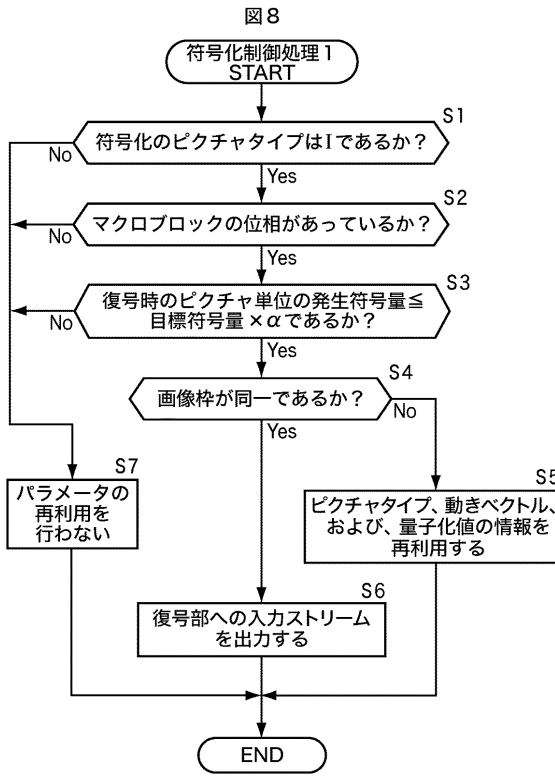 図8
符号化制御処理1
START
S1
符号化のピクチャタイプはIであるか？
No
Yes
S2
マクロブロックの位相があっているか？
No
Yes
S3
復号時のピクチャ単位の発生符号量≦
目標符号量×αであるか？
No
Yes
S4
画像枠が同一であるか？
No
Yes
S7
パラメータの
再利用を
行わない
S5
ピクチャタイプ、動きベクトル、
および、量子化値の情報を
再利用する
S6
復号部への入力ストリーム
を出力する
END